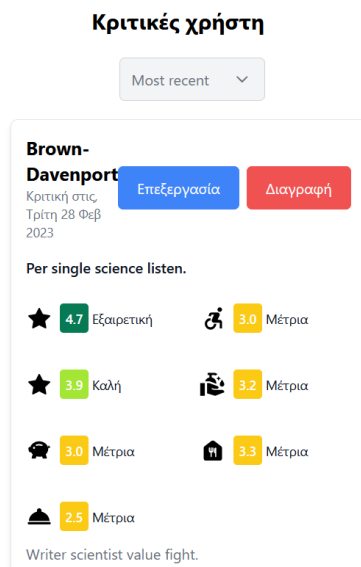 Κριτικές χρήστη
Most recent
Brown-
Davenport
Επεξεργασία
Διαγραφή
Κριτική στις,
Τρίτη 28 Φεβ
2023
Per single science listen.
4.7 Εξαιρετική
3.0 Μέτρια
3.9 Καλή
3.2 Μέτρια
3.0 Μέτρια
3.3 Μέτρια
2.5 Μέτρια
Writer scientist value fight.